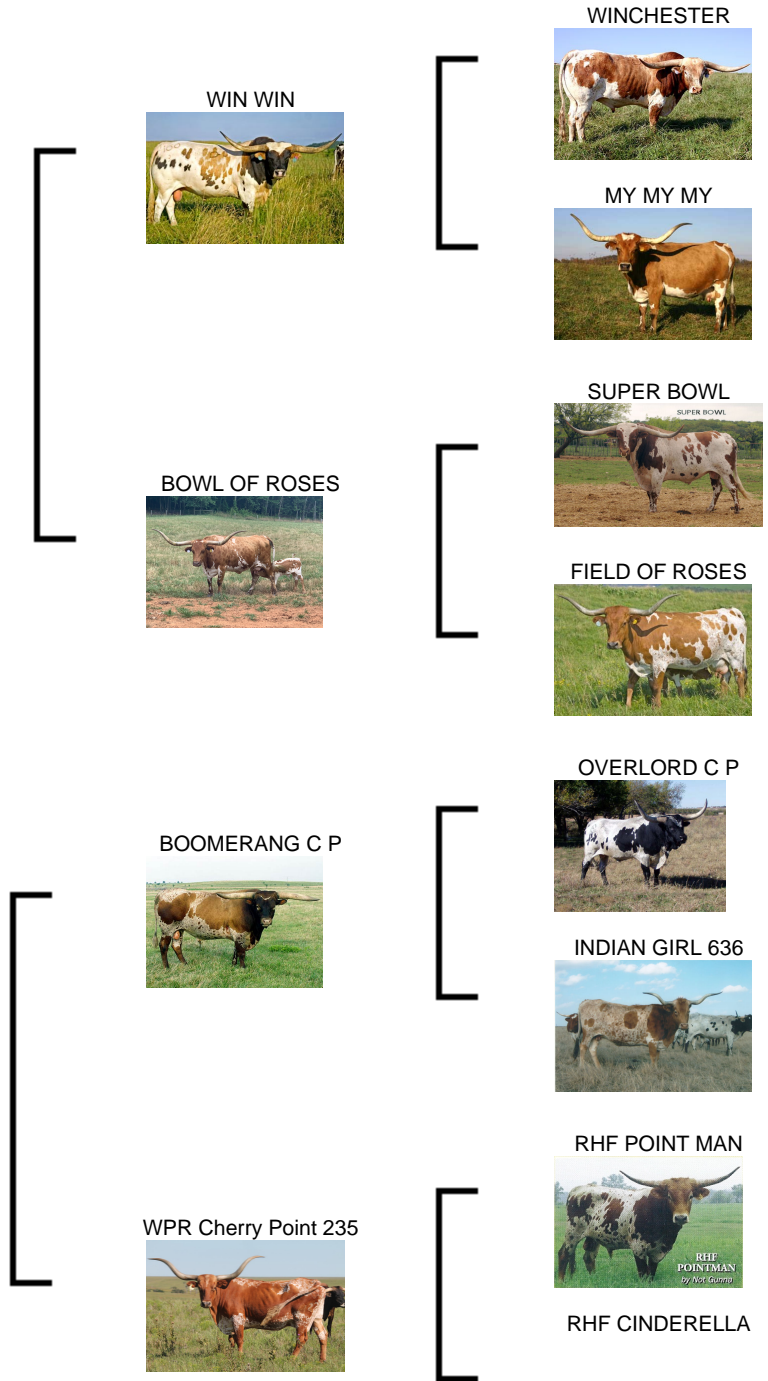 WINCHESTER
WIN WIN
MY MY MY
SUPER BOWL
SUPER BOWL
BOWL OF ROSES
FIELD OF ROSES
OVERLORD C P
BOOMERANG C P
INDIAN GIRL 636
RHF POINT MAN
WPR Cherry Point 235
RHF
POINTMAN
by Not Gunna
RHF CINDERELLA